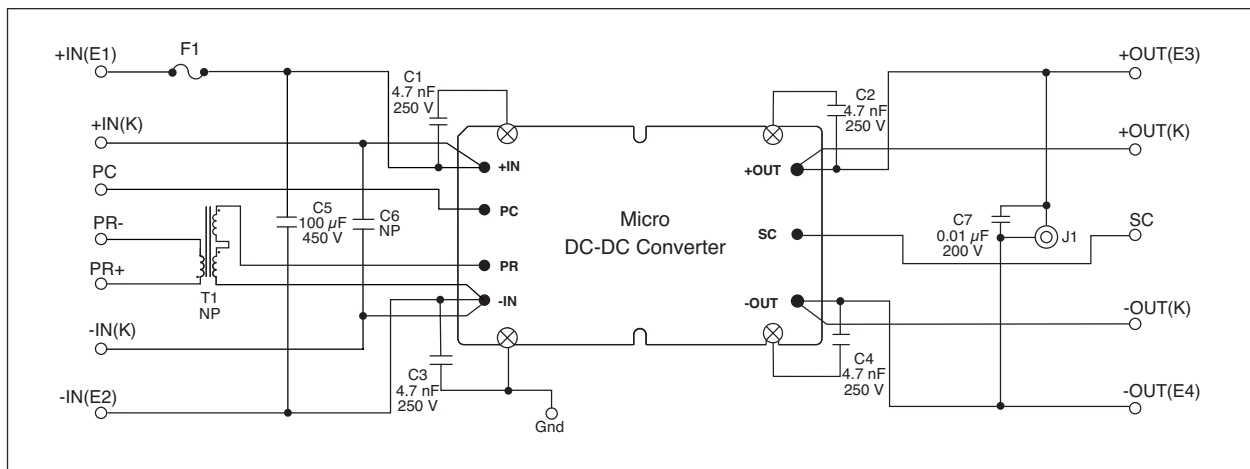 +IN(E1)
F1
+IN(K)
PC
PR-
PR+
T1
NP
-IN(K)
-IN(E2)
C5
100 µF
450 V
C6
NP
C1
4.7 nF
250 V
C3
4.7 nF
250 V
Gnd
+IN
PC
PR
-IN
Micro
DC-DC Converter
+OUT
SC
-OUT
C2
4.7 nF
250 V
C4
4.7 nF
250 V
C7
0.01 µF
200 V
J1
+OUT(E3)
+OUT(K)
SC
-OUT(K)
-OUT(E4)